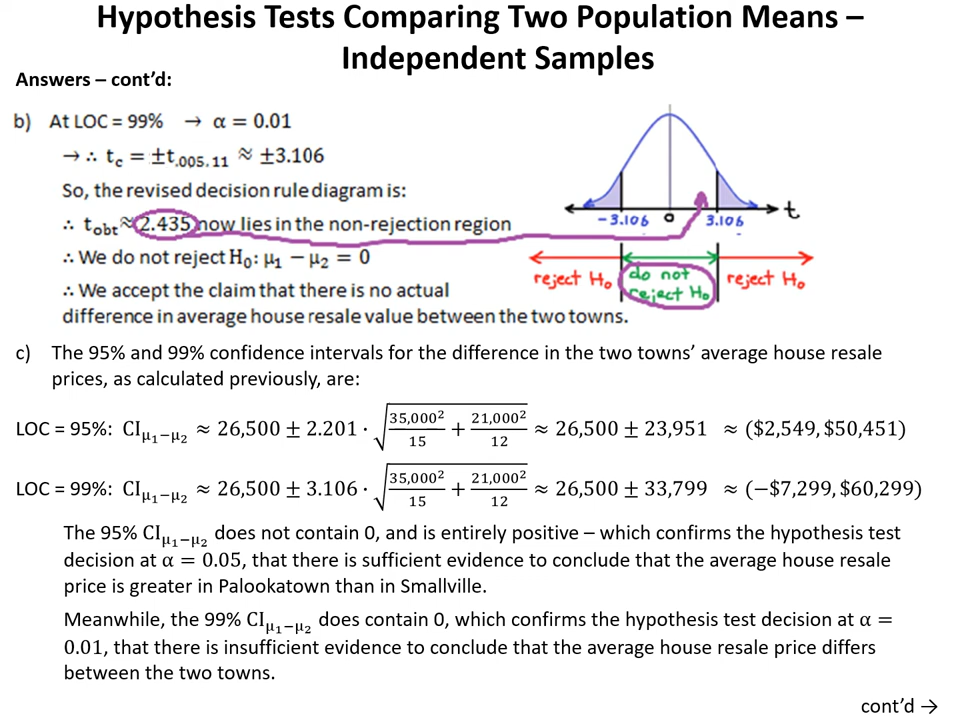 Hypothesis Tests Comparing Two Population Means –
Independent Samples
Answers – cont’d:
b) At LOC = 99% → α = 0.01
→ ∴ t_c = ±t_.005,11 ≈ ±3.106
So, the revised decision rule diagram is:
∴ t_obt ≈ 2.435 now lies in the non-rejection region
∴ We do not reject H₀: μ₁ − μ₂ = 0
∴ We accept the claim that there is no actual
difference in average house resale value between the two towns.
−3.106 0 3.106 t
reject H₀ do not reject H₀ reject H₀
c) The 95% and 99% confidence intervals for the difference in the two towns’ average house resale
prices, as calculated previously, are:
LOC = 95%: CI_μ₁−μ₂ ≈ 26,500 ± 2.201 · √(35,000²/15 + 21,000²/12) ≈ 26,500 ± 23,951 ≈ ($2,549, $50,451)
LOC = 99%: CI_μ₁−μ₂ ≈ 26,500 ± 3.106 · √(35,000²/15 + 21,000²/12) ≈ 26,500 ± 33,799 ≈ (−$7,299, $60,299)
The 95% CI_μ₁−μ₂ does not contain 0, and is entirely positive – which confirms the hypothesis test
decision at α = 0.05, that there is sufficient evidence to conclude that the average house resale
price is greater in Palookatown than in Smallville.
Meanwhile, the 99% CI_μ₁−μ₂ does contain 0, which confirms the hypothesis test decision at α =
0.01, that there is insufficient evidence to conclude that the average house resale price differs
between the two towns.
cont’d →